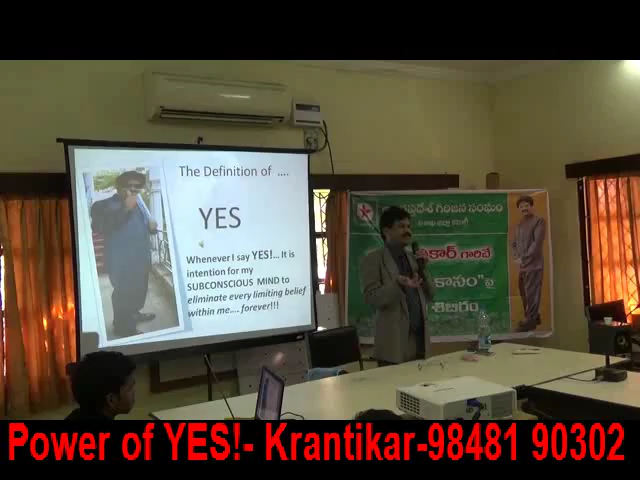 The Definition of ....
YES
Whenever I say YES!... It is
intention for my
SUBCONSCIOUS MIND to
eliminate every limiting belief
within me.... forever!!!
గిరిజన సంఘం
గారిచే
Power of YES!- Krantikar-98481 90302